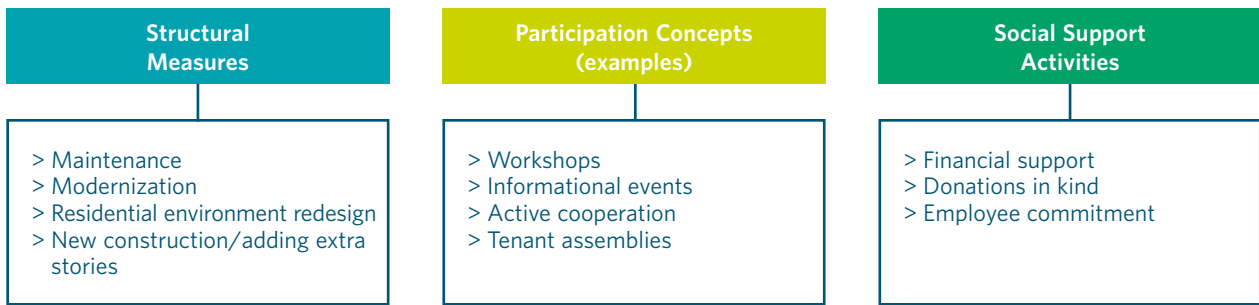 Structural
Measures
> Maintenance
> Modernization
> Residential environment redesign
> New construction/adding extra
stories
Participation Concepts
(examples)
> Workshops
> Informational events
> Active cooperation
> Tenant assemblies
Social Support
Activities
> Financial support
> Donations in kind
> Employee commitment